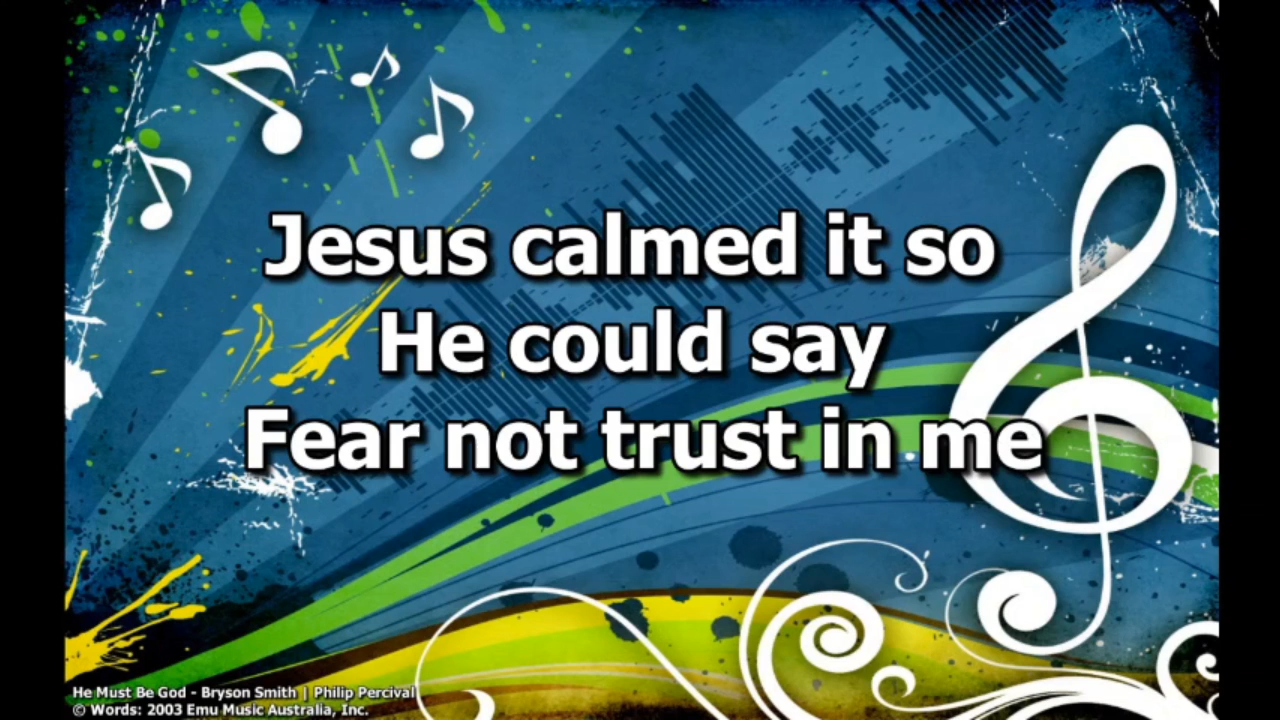 Jesus calmed it so
He could say
Fear not trust in me
He Must Be God - Bryson Smith | Philip Percival
© Words: 2003 Emu Music Australia, Inc.